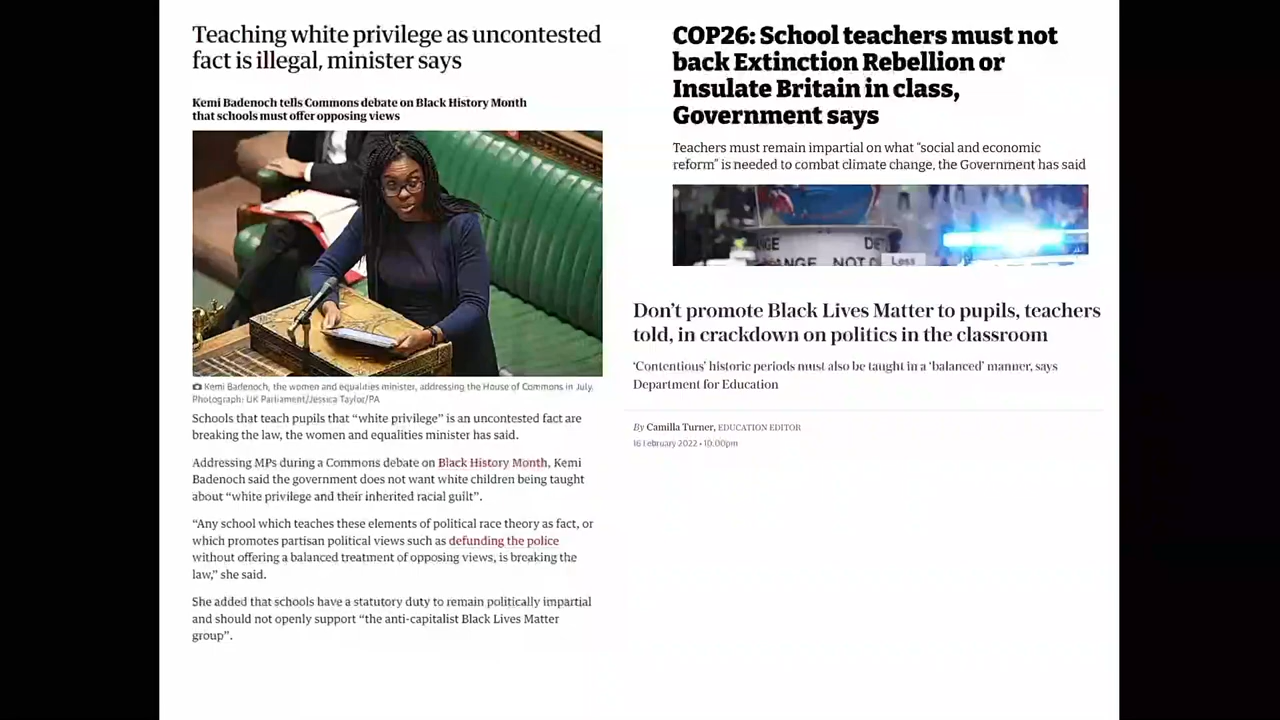 Teaching white privilege as uncontested
fact is illegal, minister says
Kemi Badenoch tells Commons debate on Black History Month
that schools must offer opposing views
Kemi Badenoch, the women and equalities minister, addressing the House of Commons in July.
Photograph: UK Parliament/Jessica Taylor/PA
Schools that teach pupils that “white privilege” is an uncontested fact are
breaking the law, the women and equalities minister has said.
Addressing MPs during a Commons debate on Black History Month, Kemi
Badenoch said the government does not want white children being taught
about “white privilege and their inherited racial guilt”.
“Any school which teaches these elements of political race theory as fact, or
which promotes partisan political views such as defunding the police
without offering a balanced treatment of opposing views, is breaking the
law,” she said.
She added that schools have a statutory duty to remain politically impartial
and should not openly support “the anti-capitalist Black Lives Matter
group”.
COP26: School teachers must not
back Extinction Rebellion or
Insulate Britain in class,
Government says
Teachers must remain impartial on what “social and economic
reform” is needed to combat climate change, the Government has said
ANGE NOT Less
Don’t promote Black Lives Matter to pupils, teachers
told, in crackdown on politics in the classroom
‘Contentious’ historic periods must also be taught in a ‘balanced’ manner, says
Department for Education
By Camilla Turner, EDUCATION EDITOR
16 February 2022 • 10:00pm